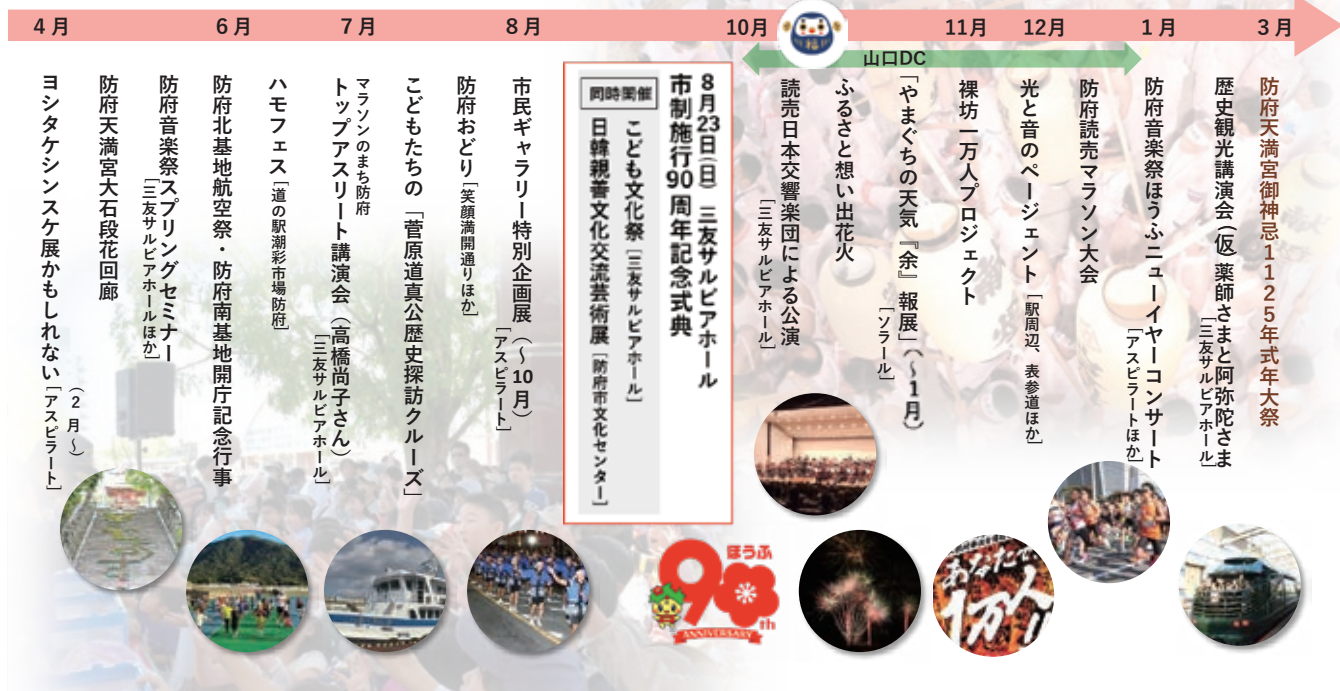 4月
6月
7月
8月
10月
11月
12月
1月
3月
山口DC
ヨシタケシンスケ展かもしれない［アスピラート］
（2月～）
防府天満宮大石段花回廊
防府音楽祭スプリングセミナー
［三友サルビアホールほか］
防府北基地航空祭・防府南基地開庁記念行事
ハモフェス［道の駅潮彩市場防府］
マラソンのまち防府
トップアスリート講演会（高橋尚子さん）
［三友サルビアホール］
こどもたちの「菅原道真公歴史探訪クルーズ」
防府おどり［笑顔満開通りほか］
市民ギャラリー特別企画展（～10月）
［アスピラート］
8月23日(日) 三友サルビアホール
市制施行90周年記念式典
同時開催
こども文化祭［三友サルビアホール］
日韓親善文化交流芸術展［防府市文化センター］
読売日本交響楽団による公演
［三友サルビアホール］
ふるさと想い出花火
「やまぐちの天気『余』報展」（～1月）
［ソラール］
裸坊一万人プロジェクト
光と音のページェント［駅周辺、表参道ほか］
防府読売マラソン大会
防府音楽祭ほうふニューイヤーコンサート
［アスピラートほか］
歴史観光講演会（仮）薬師さまと阿弥陀さま
［三友サルビアホール］
防府天満宮御神忌1125年式年大祭
ほうふ
90th
ANNIVERSARY
あなたで
1万人!!
福